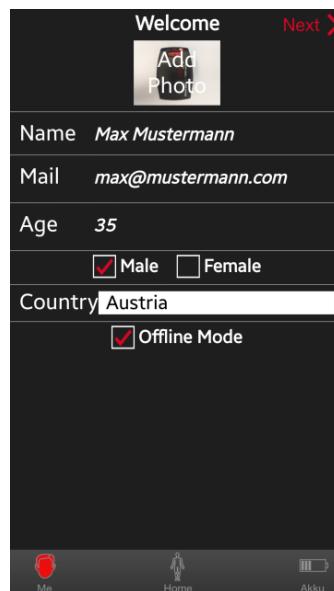 Welcome
Next
Add
Photo
Name Max Mustermann
Mail max@mustermann.com
Age 35
Male Female
Country Austria
Offline Mode
Me Home Akku